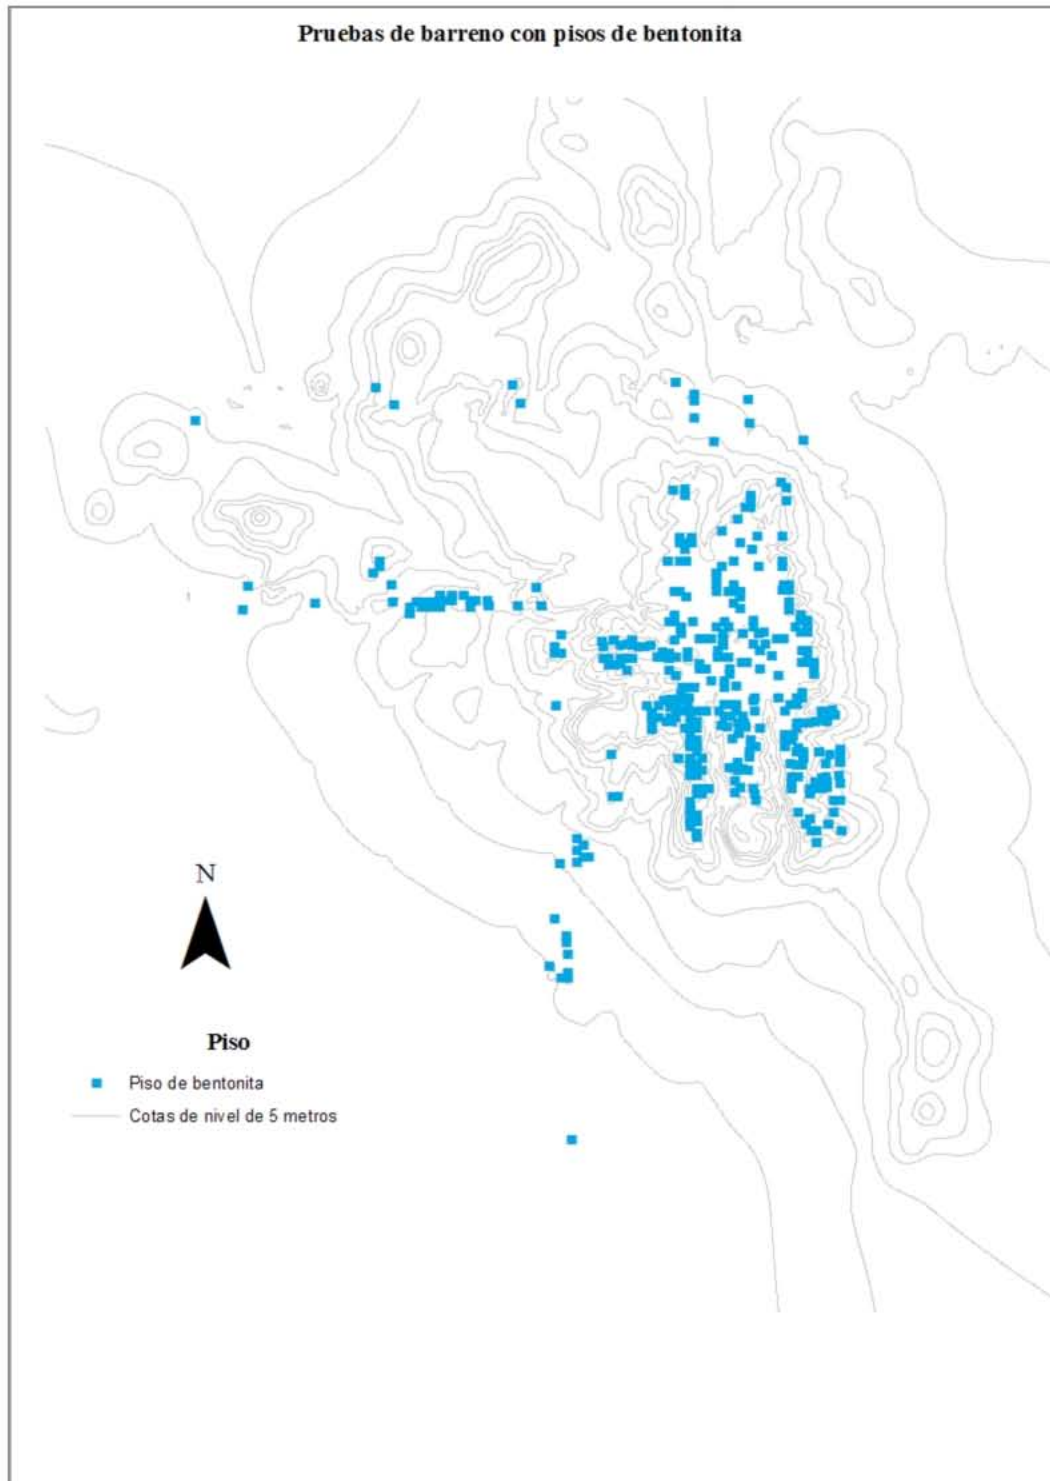 Pruebas de barreno con pisos de bentonita
N
Piso
Piso de bentonita
Cotas de nivel de 5 metros